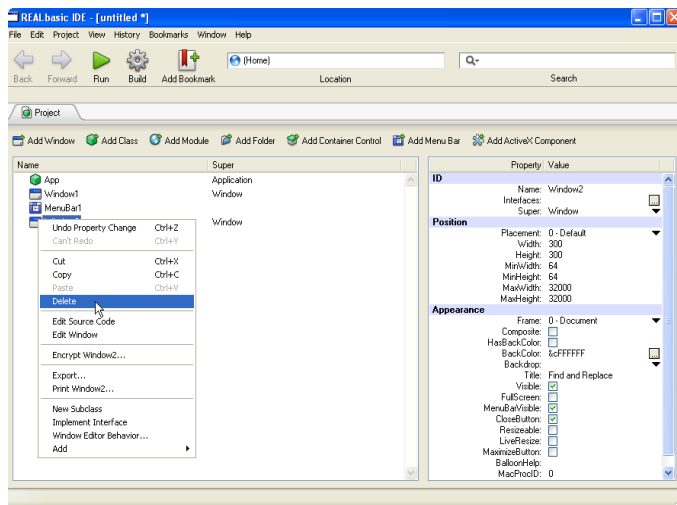 REALbasic IDE - [untitled *]
File Edit Project View History Bookmarks Window Help
(Home)
Back Forward Run Build Add Bookmark Location Search
Project
Add Window Add Class Add Module Add Folder Add Container Control Add Menu Bar Add ActiveX Component
Name Super
App Application
Window1 Window
MenuBar1
Window
Undo Property Change Ctrl+Z
Can't Redo Ctrl+Y
Cut Ctrl+X
Copy Ctrl+C
Paste Ctrl+V
Delete
Edit Source Code
Edit Window
Encrypt Window2...
Export...
Print Window2...
New Subclass
Implement Interface
Window Editor Behavior...
Add
Property Value
ID
Name: Window2
Interfaces: ...
Super: Window
Position
Placement: 0 - Default
Width: 300
Height: 300
MinWidth: 64
MinHeight: 64
MaxWidth: 32000
MaxHeight: 32000
Appearance
Frame: 0 - Document
Composite:
HasBackColor:
BackColor: &cFFFFFF ...
Backdrop:
Title: Find and Replace
Visible:
FullScreen:
MenuBarVisible:
CloseButton:
Resizeable:
LiveResize:
MaximizeButton:
BalloonHelp:
MacProcID: 0